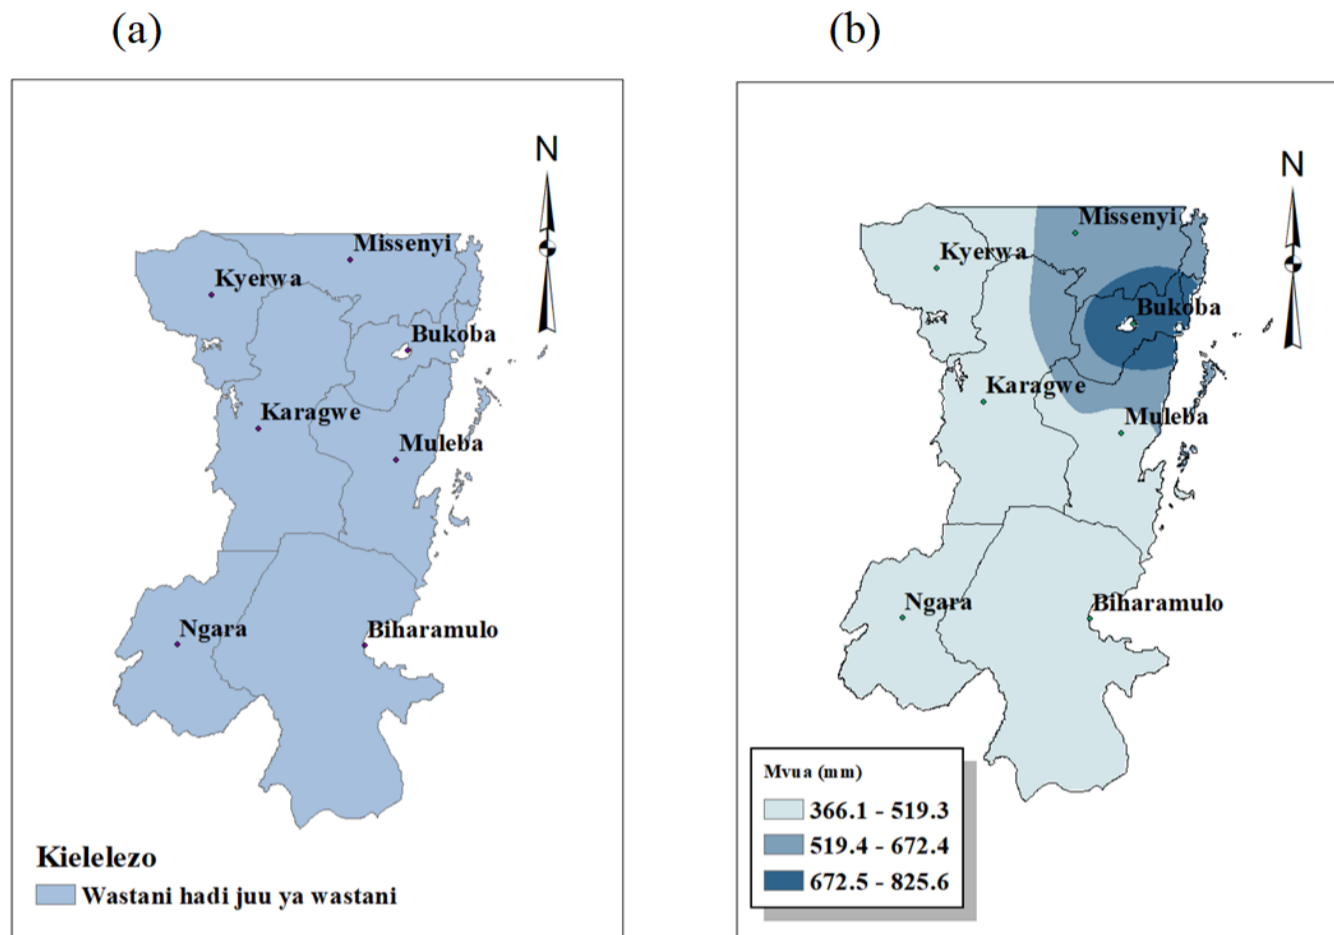 (a)
N
Missenyi
Kyerwa
Bukoba
Karagwe
Muleba
Ngara
Biharamulo
Kielelezo
Wastani hadi juu ya wastani
(b)
N
Missenyi
Kyerwa
Bukoba
Karagwe
Muleba
Ngara
Biharamulo
Mvua (mm)
366.1 - 519.3
519.4 - 672.4
672.5 - 825.6